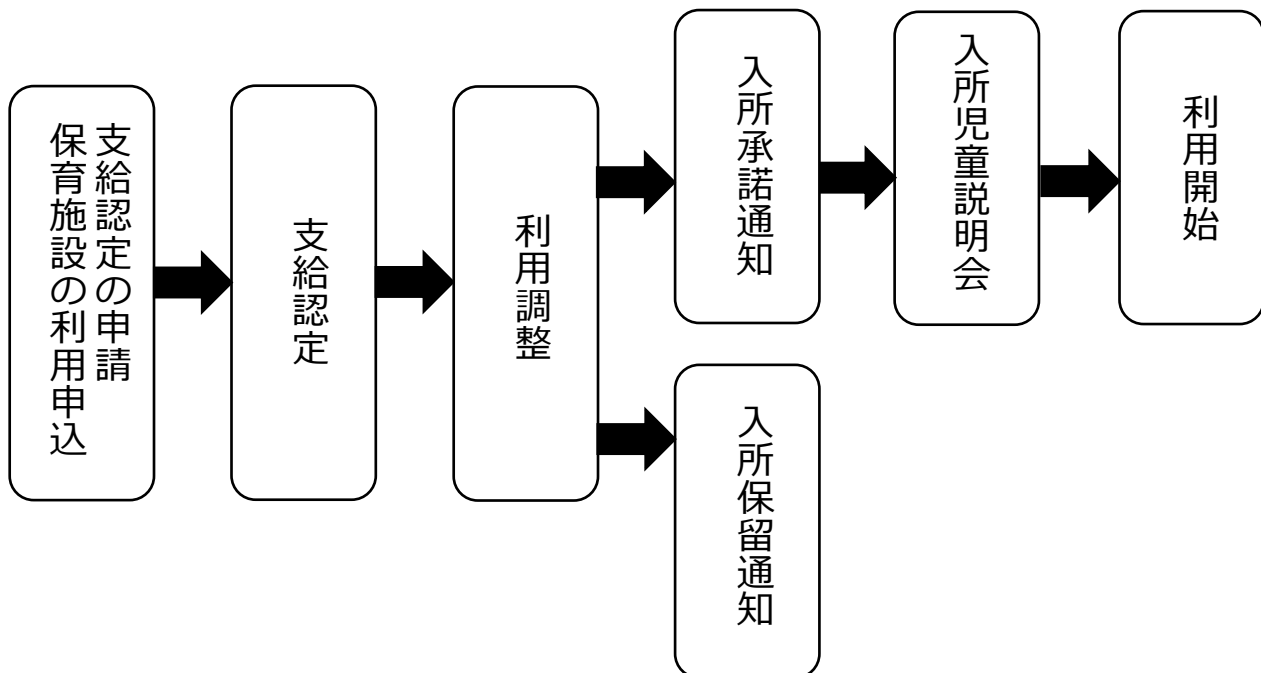 支給認定の申請
保育施設の利用申込
支給認定
利用調整
入所承諾通知
入所児童説明会
利用開始
入所保留通知